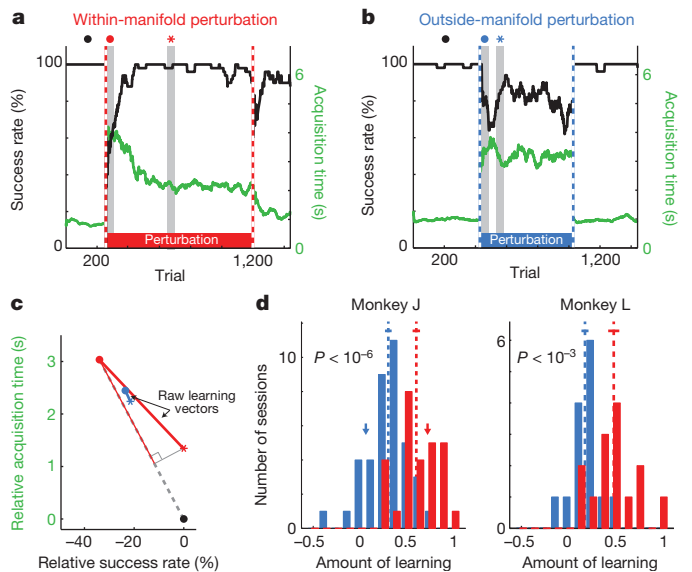 a
Within-manifold perturbation
Success rate (%)
100
0
6
0
Acquisition time (s)
Perturbation
200
1,200
Trial
b
Outside-manifold perturbation
Success rate (%)
100
0
6
0
Acquisition time (s)
Perturbation
200
1,200
Trial
c
Relative acquisition time (s)
3
2
1
0
Raw learning
vectors
−40
−20
0
Relative success rate (%)
d
Monkey J
Number of sessions
10
0
P < 10⁻⁶
−0.5
0
0.5
1
Amount of learning
Monkey L
6
0
P < 10⁻³
−0.5
0
0.5
1
Amount of learning